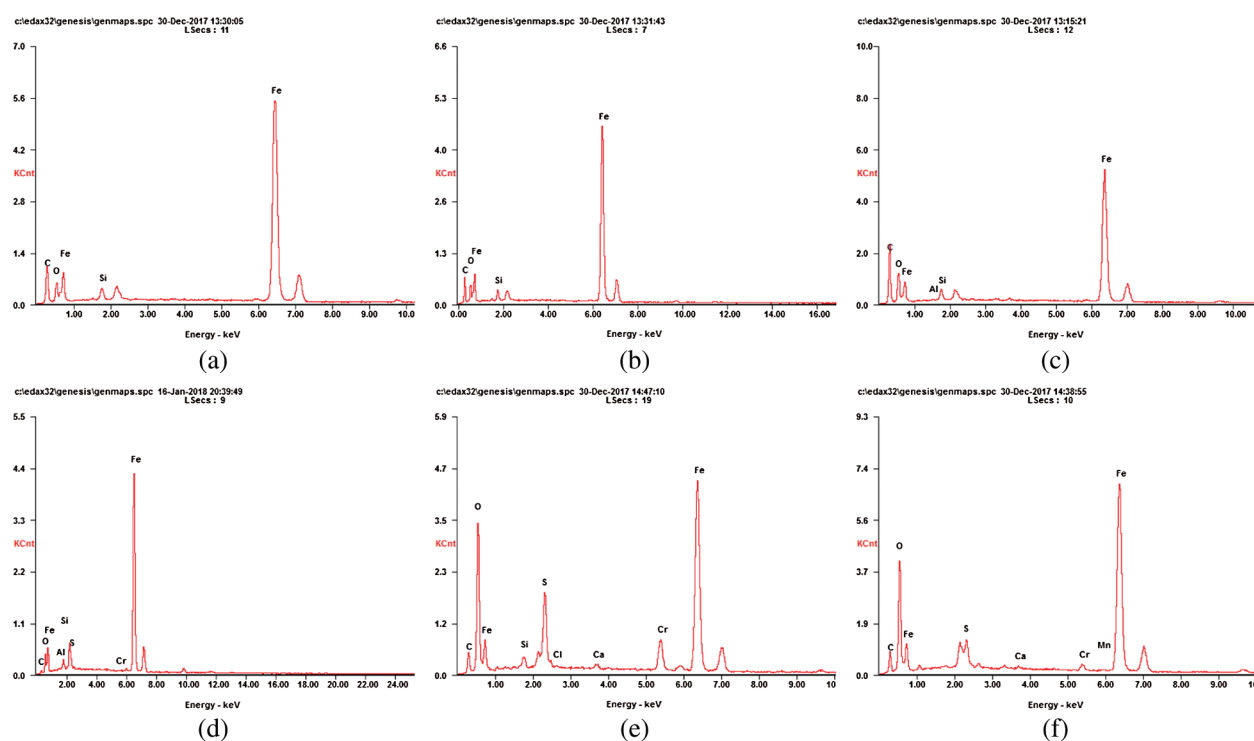 c:\edax32\genesis\genmaps.spc 30-Dec-2017 13:30:05
LSecs : 11
7.0
5.6
4.2
KCnt
2.8
1.4
0.0
C
O
Fe
Si
Fe
1.00 2.00 3.00 4.00 5.00 6.00 7.00 8.00 9.00 10.0
Energy - keV
(a)
c:\edax32\genesis\genmaps.spc 30-Dec-2017 13:31:43
LSecs : 7
6.6
5.3
4.0
KCnt
2.6
1.3
0.0
C
O
Fe
Si
Fe
0.00 2.00 4.00 6.00 8.00 10.00 12.00 14.00 16.00
Energy - keV
(b)
c:\edax32\genesis\genmaps.spc 30-Dec-2017 13:15:21
LSecs : 12
10.0
8.0
6.0
KCnt
4.0
2.0
0.0
C
O
Fe
Al
Si
Fe
1.00 2.00 3.00 4.00 5.00 6.00 7.00 8.00 9.00 10.
Energy - keV
(c)
c:\edax32\genesis\genmaps.spc 16-Jan-2018 20:39:49
LSecs : 9
5.5
4.4
3.3
KCnt
2.2
1.1
0.0
C
O
Fe
Al
Si
S
Cr
Fe
2.00 4.00 6.00 8.00 10.00 12.00 14.00 16.00 18.00 20.00 22.00 24.00
Energy - keV
(d)
c:\edax32\genesis\genmaps.spc 30-Dec-2017 14:47:10
LSecs : 19
5.9
4.7
3.5
KCnt
2.4
1.2
0.0
C
O
Fe
Si
S
Cl
Ca
Cr
Fe
1.00 2.00 3.00 4.00 5.00 6.00 7.00 8.00 9.00 10
Energy - keV
(e)
c:\edax32\genesis\genmaps.spc 30-Dec-2017 14:38:55
LSecs : 10
9.3
7.4
5.6
KCnt
3.7
1.9
0.0
C
O
Fe
S
Ca
Cr
Mn
Fe
1.00 2.00 3.00 4.00 5.00 6.00 7.00 8.00 9.00 10
Energy - keV
(f)